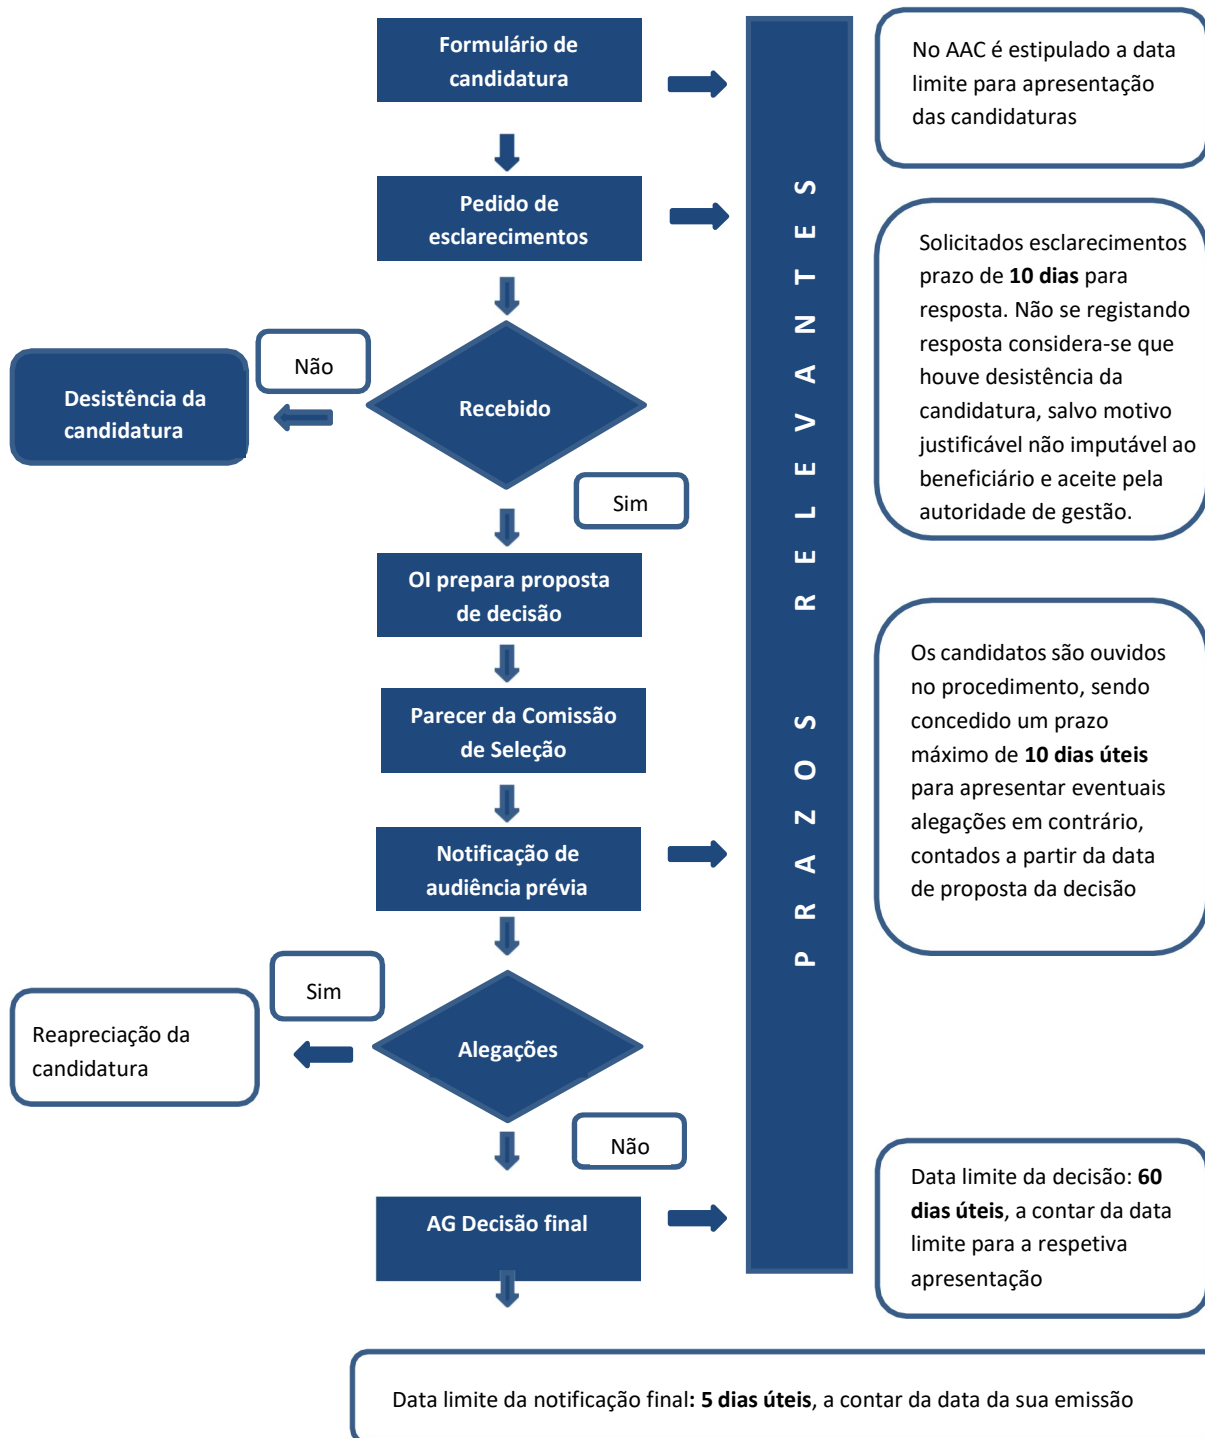 Formulário de
candidatura
No AAC é estipulado a data
limite para apresentação
das candidaturas
Pedido de
esclarecimentos
Solicitados esclarecimentos
prazo de 10 dias para
resposta. Não se registando
resposta considera-se que
houve desistência da
candidatura, salvo motivo
justificável não imputável ao
beneficiário e aceite pela
autoridade de gestão.
Não
Desistência da
candidatura
Recebido
Sim
OI prepara proposta
de decisão
Parecer da Comissão
de Seleção
Os candidatos são ouvidos
no procedimento, sendo
concedido um prazo
máximo de 10 dias úteis
para apresentar eventuais
alegações em contrário,
contados a partir da data
de proposta da decisão
Notificação de
audiência prévia
PRAZOS RELEVANTES
Sim
Reapreciação da
candidatura
Alegações
Não
AG Decisão final
Data limite da decisão: 60
dias úteis, a contar da data
limite para a respetiva
apresentação
Data limite da notificação final: 5 dias úteis, a contar da data da sua emissão